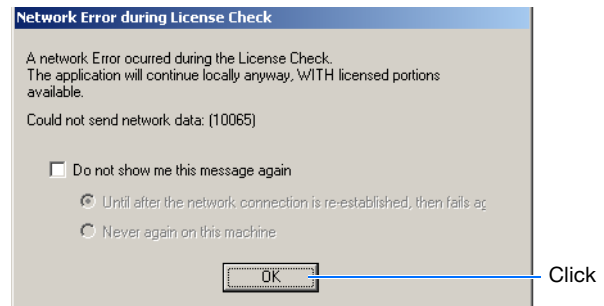 Network Error during License Check
A network Error ocurred during the License Check.
The application will continue locally anyway, WITH licensed portions
available.
Could not send network data: (10065)
Do not show me this message again
Until after the network connection is re-established, then fails ag
Never again on this machine
OK
Click